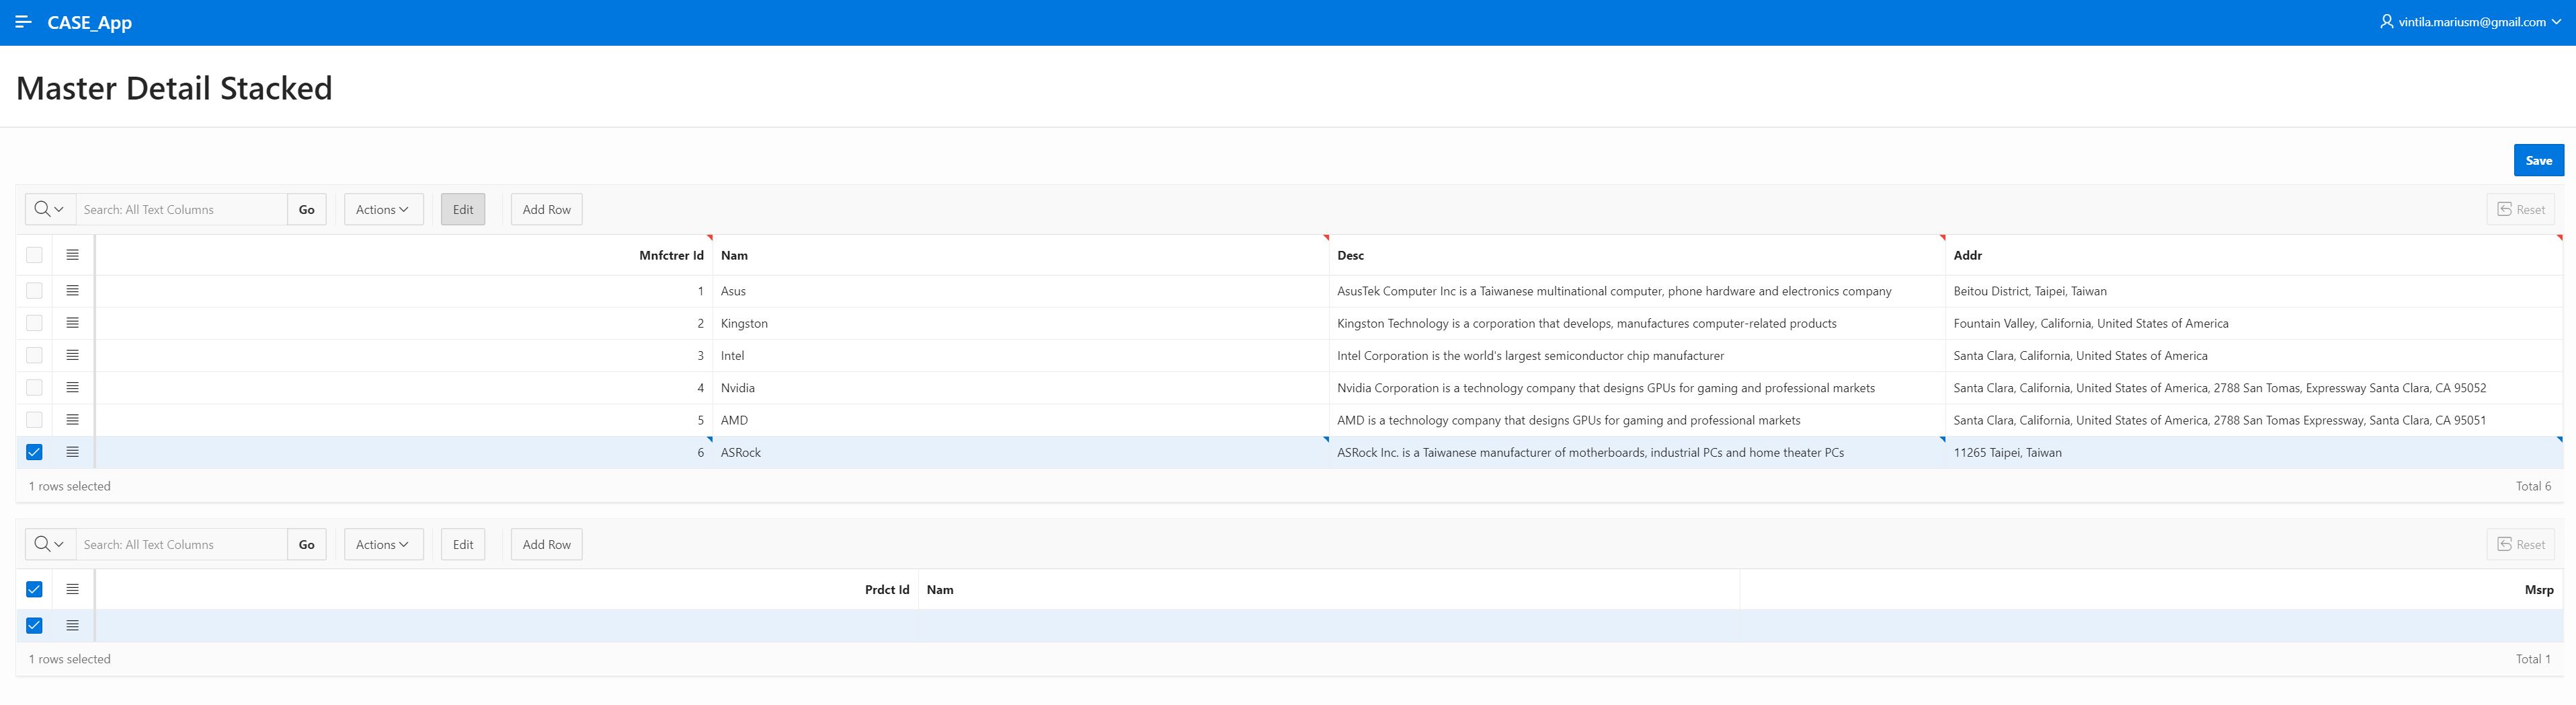 CASE_App vintila.mariusm@gmail.com
Master Detail Stacked
Save
Search: All Text Columns Go Actions Edit Add Row Reset
Mnfctrer Id Nam Desc Addr
1 Asus AsusTek Computer Inc is a Taiwanese multinational computer, phone hardware and electronics company Beitou District, Taipei, Taiwan
2 Kingston Kingston Technology is a corporation that develops, manufactures computer-related products Fountain Valley, California, United States of America
3 Intel Intel Corporation is the world's largest semiconductor chip manufacturer Santa Clara, California, United States of America
4 Nvidia Nvidia Corporation is a technology company that designs GPUs for gaming and professional markets Santa Clara, California, United States of America, 2788 San Tomas, Expressway Santa Clara, CA 95052
5 AMD AMD is a technology company that designs GPUs for gaming and professional markets Santa Clara, California, United States of America, 2788 San Tomas Expressway, Santa Clara, CA 95051
6 ASRock ASRock Inc. is a Taiwanese manufacturer of motherboards, industrial PCs and home theater PCs 11265 Taipei, Taiwan
1 rows selected Total 6
Search: All Text Columns Go Actions Edit Add Row Reset
Prdct Id Nam Msrp
1 rows selected Total 1